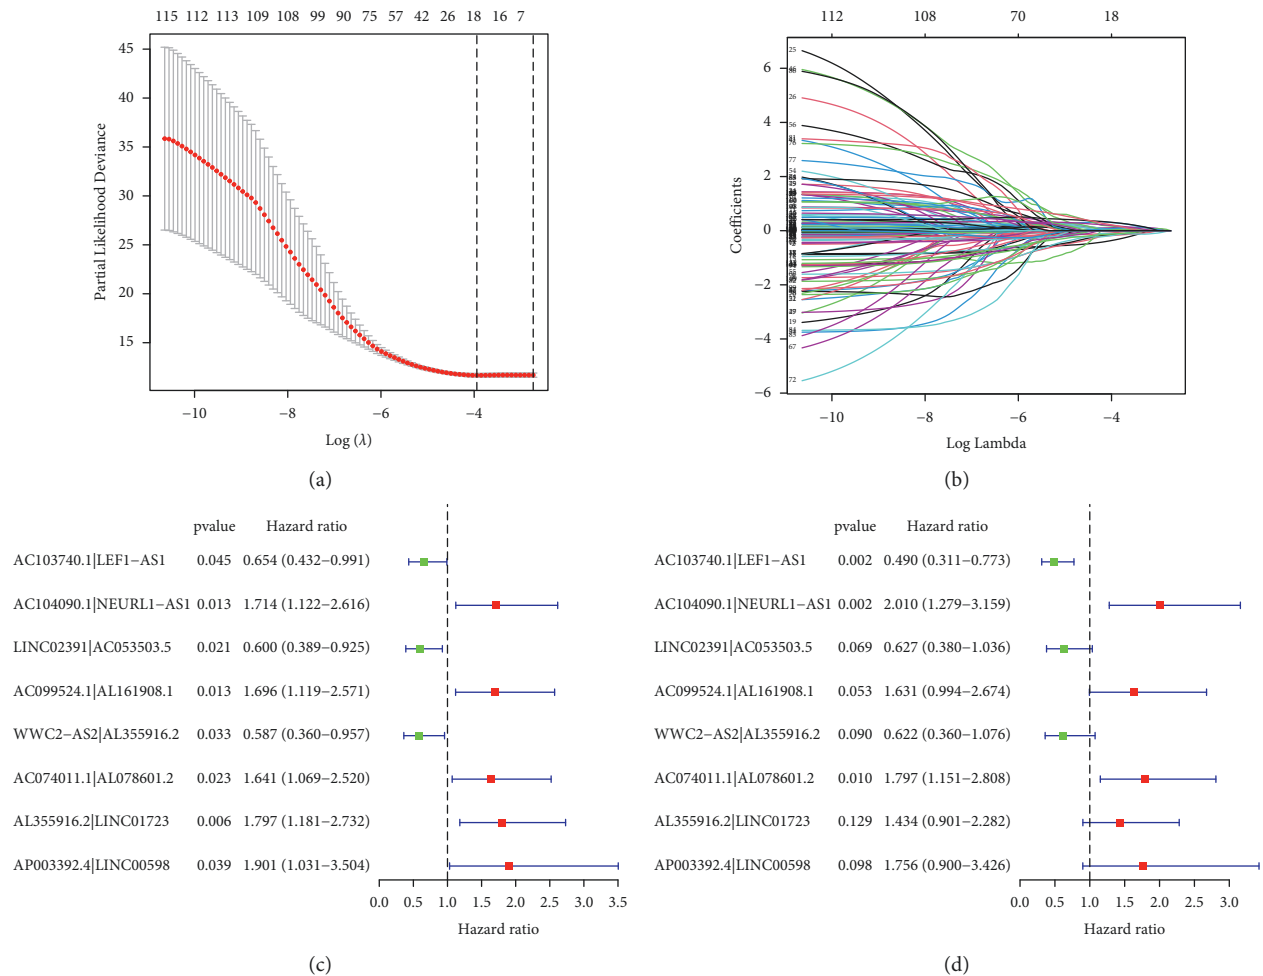 115 112 113 109 108 99 90 75 57 42 26 18 16 7
45
40
35
30
25
20
15
Partial Likelihood Deviance
−10 −8 −6 −4
Log (λ)
(a)
112 108 70 18
6
4
2
0
−2
−4
−6
Coefficients
25
26
56
77
54
19
67
72
−10 −8 −6 −4
Log Lambda
(b)
pvalue Hazard ratio
AC103740.1|LEF1−AS1 0.045 0.654 (0.432−0.991)
AC104090.1|NEURL1−AS1 0.013 1.714 (1.122−2.616)
LINC02391|AC053503.5 0.021 0.600 (0.389−0.925)
AC099524.1|AL161908.1 0.013 1.696 (1.119−2.571)
WWC2−AS2|AL355916.2 0.033 0.587 (0.360−0.957)
AC074011.1|AL078601.2 0.023 1.641 (1.069−2.520)
AL355916.2|LINC01723 0.006 1.797 (1.181−2.732)
AP003392.4|LINC00598 0.039 1.901 (1.031−3.504)
0.0 0.5 1.0 1.5 2.0 2.5 3.0 3.5
Hazard ratio
(c)
pvalue Hazard ratio
AC103740.1|LEF1−AS1 0.002 0.490 (0.311−0.773)
AC104090.1|NEURL1−AS1 0.002 2.010 (1.279−3.159)
LINC02391|AC053503.5 0.069 0.627 (0.380−1.036)
AC099524.1|AL161908.1 0.053 1.631 (0.994−2.674)
WWC2−AS2|AL355916.2 0.090 0.622 (0.360−1.076)
AC074011.1|AL078601.2 0.010 1.797 (1.151−2.808)
AL355916.2|LINC01723 0.129 1.434 (0.901−2.282)
AP003392.4|LINC00598 0.098 1.756 (0.900−3.426)
0.0 0.5 1.0 1.5 2.0 2.5 3.0
Hazard ratio
(d)